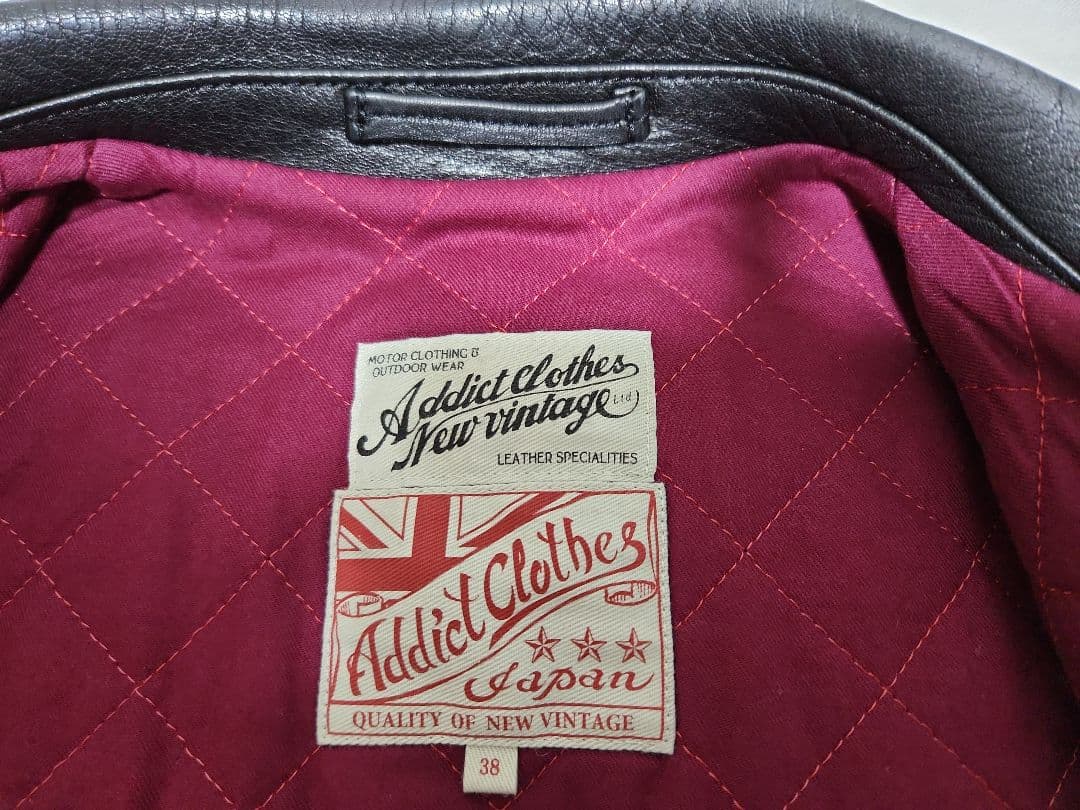 MOTOR CLOTHING &
OUTDOOR WEAR
Addict Clothes
New vintage Ltd
LEATHER SPECIALITIES
Addict Clothes
Japan
QUALITY OF NEW VINTAGE
38